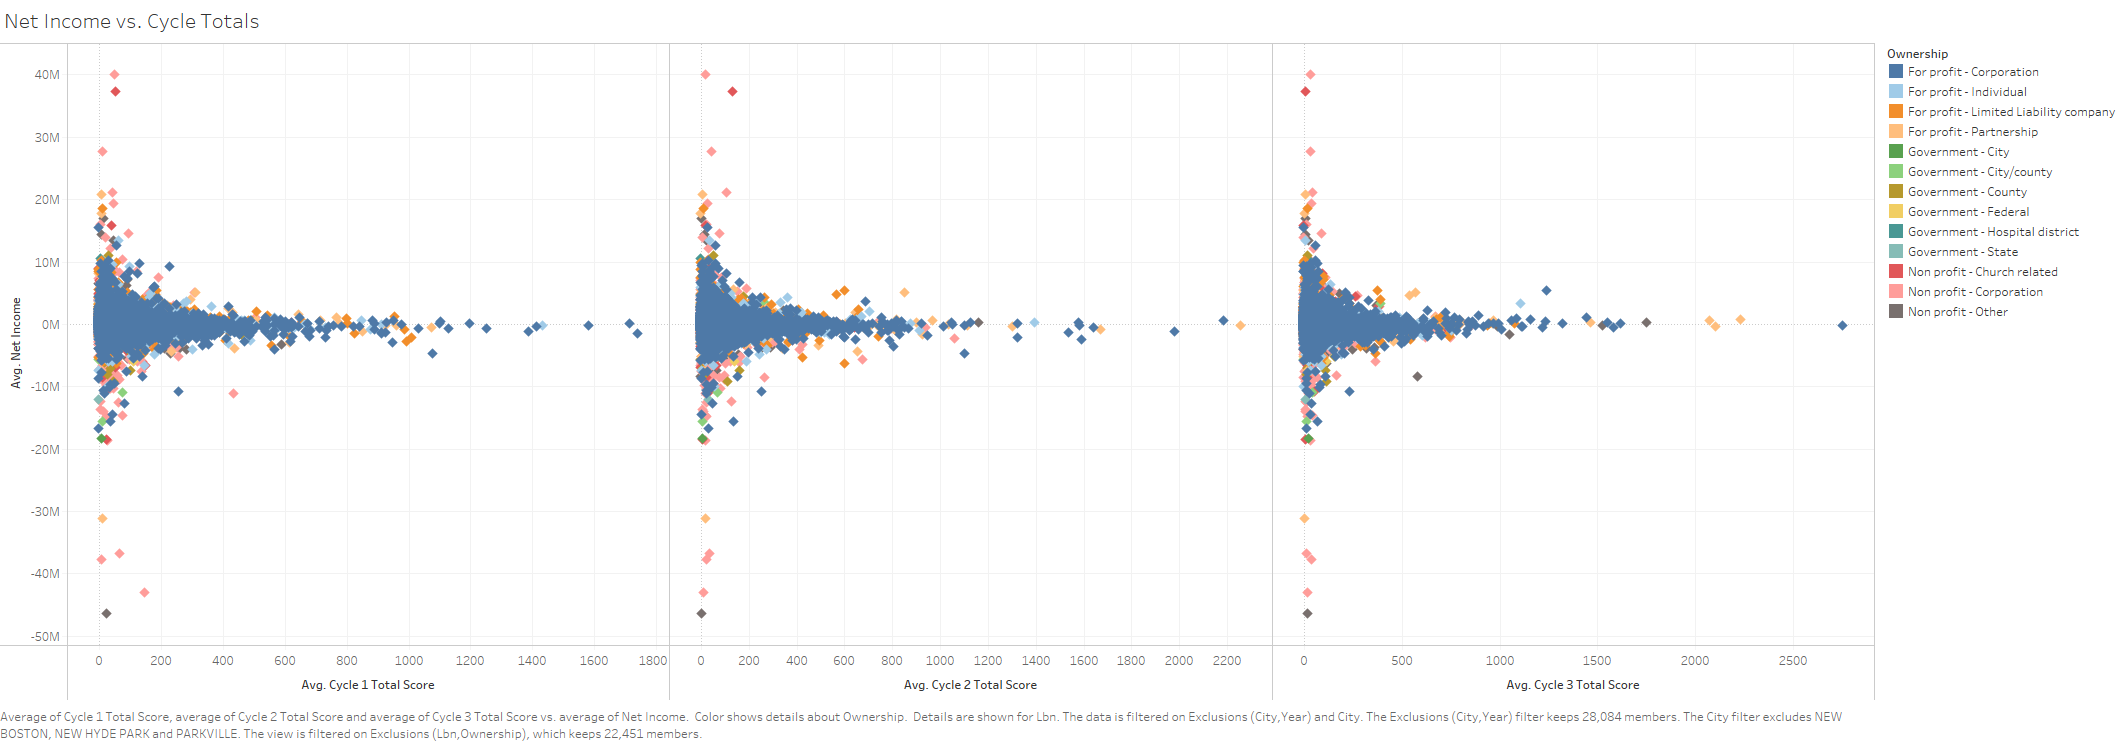 Net Income vs. Cycle Totals
Ownership
For profit - Corporation
For profit - Individual
For profit - Limited Liability company
For profit - Partnership
Government - City
Government - City/county
Government - County
Government - Federal
Government - Hospital district
Government - State
Non profit - Church related
Non profit - Corporation
Non profit - Other
Avg. Net Income
40M
30M
20M
10M
0M
-10M
-20M
-30M
-40M
-50M
0 200 400 600 800 1000 1200 1400 1600 1800
0 200 400 600 800 1000 1200 1400 1600 1800 2000 2200
0 500 1000 1500 2000 2500
Avg. Cycle 1 Total Score
Avg. Cycle 2 Total Score
Avg. Cycle 3 Total Score
Average of Cycle 1 Total Score, average of Cycle 2 Total Score and average of Cycle 3 Total Score vs. average of Net Income.  Color shows details about Ownership.  Details are shown for Lbn. The data is filtered on Exclusions (City,Year) and City. The Exclusions (City,Year) filter keeps 28,084 members. The City filter excludes NEW
BOSTON, NEW HYDE PARK and PARKVILLE. The view is filtered on Exclusions (Lbn,Ownership), which keeps 22,451 members.